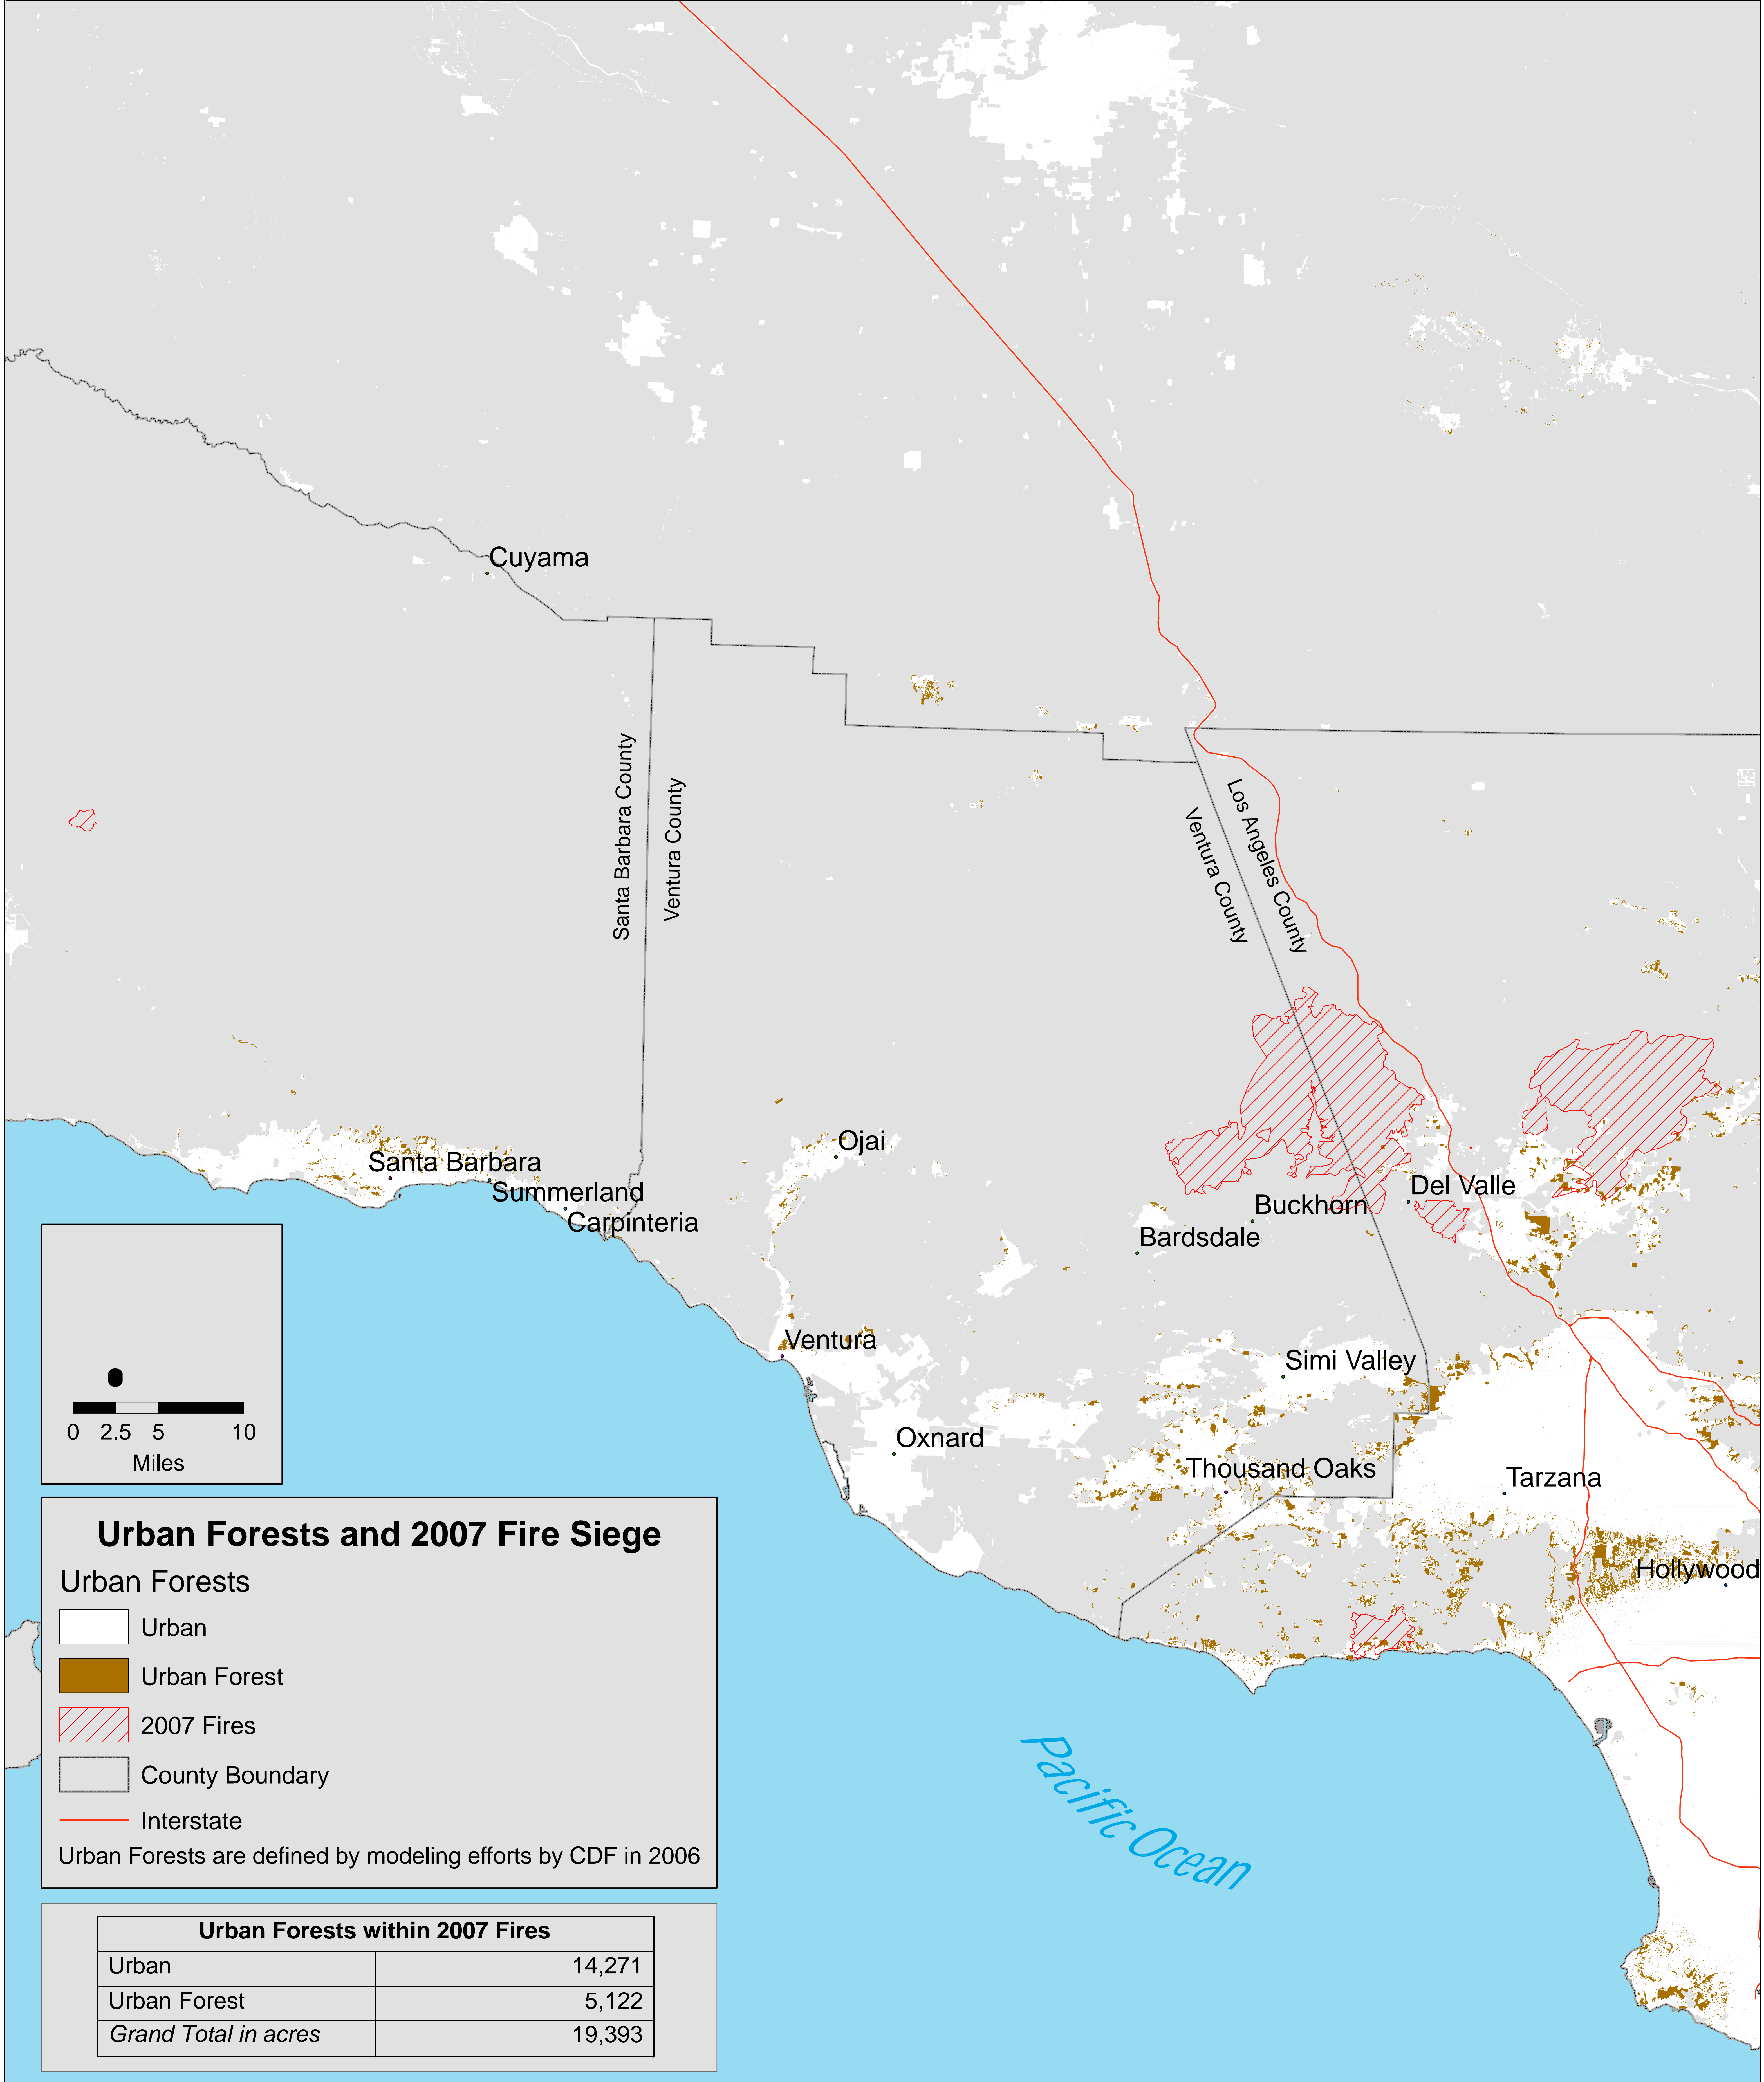 Cuyama
Santa Barbara County
Ventura County
Los Angeles County
Ventura County
Ojai
Santa Barbara
Summerland
Carpinteria
Del Valle
Buckhorn
Bardsdale
Ventura
Simi Valley
Oxnard
Thousand Oaks
Tarzana
Hollywood
Pacific Ocean
0 2.5 5 10
Miles
Urban Forests and 2007 Fire Siege
Urban Forests
Urban
Urban Forest
2007 Fires
County Boundary
Interstate
Urban Forests are defined by modeling efforts by CDF in 2006
Urban Forests within 2007 Fires
Urban 14,271
Urban Forest 5,122
Grand Total in acres 19,393